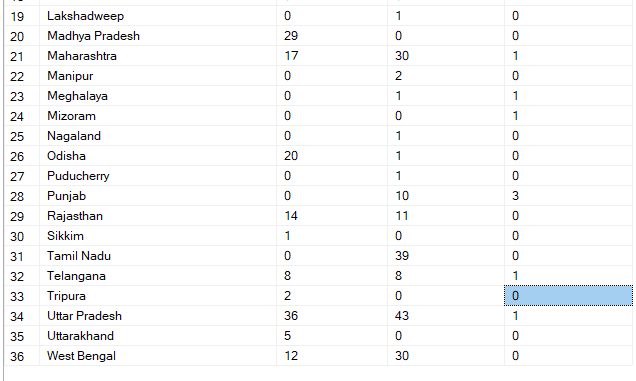 19 Lakshadweep 0 1 0
20 Madhya Pradesh 29 0 0
21 Maharashtra 17 30 1
22 Manipur 0 2 0
23 Meghalaya 0 1 1
24 Mizoram 0 0 1
25 Nagaland 0 1 0
26 Odisha 20 1 0
27 Puducherry 0 1 0
28 Punjab 0 10 3
29 Rajasthan 14 11 0
30 Sikkim 1 0 0
31 Tamil Nadu 0 39 0
32 Telangana 8 8 1
33 Tripura 2 0 0
34 Uttar Pradesh 36 43 1
35 Uttarakhand 5 0 0
36 West Bengal 12 30 0